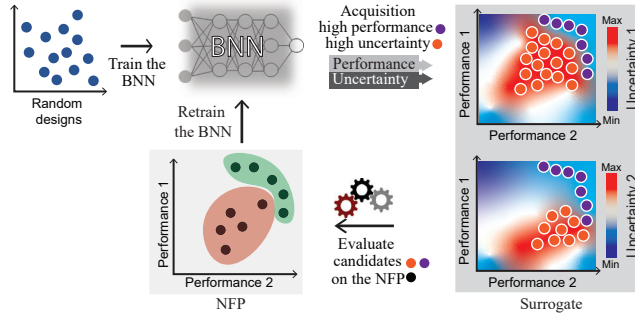 Random
designs
Train the
BNN
BNN
Acquisition
high performance
high uncertainty
Performance
Uncertainty
Performance 1
Performance 2
Max
Uncertainty 1
Min
Retrain
the BNN
Performance 1
Performance 2
NFP
Evaluate
candidates
on the NFP
Performance 1
Performance 2
Max
Uncertainty 2
Min
Surrogate